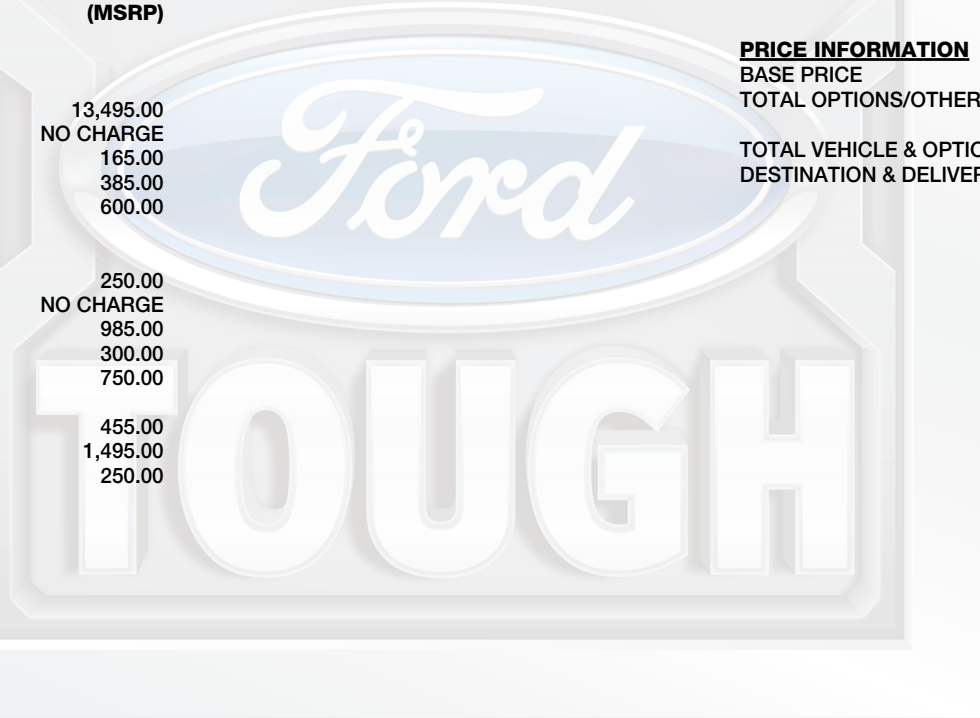 (MSRP)
13,495.00
NO CHARGE
165.00
385.00
600.00
250.00
NO CHARGE
985.00
300.00
750.00
455.00
1,495.00
250.00
PRICE INFORMATION
BASE PRICE
TOTAL OPTIONS/OTHER
TOTAL VEHICLE & OPTIO
DESTINATION & DELIVER
Ford
TOUGH